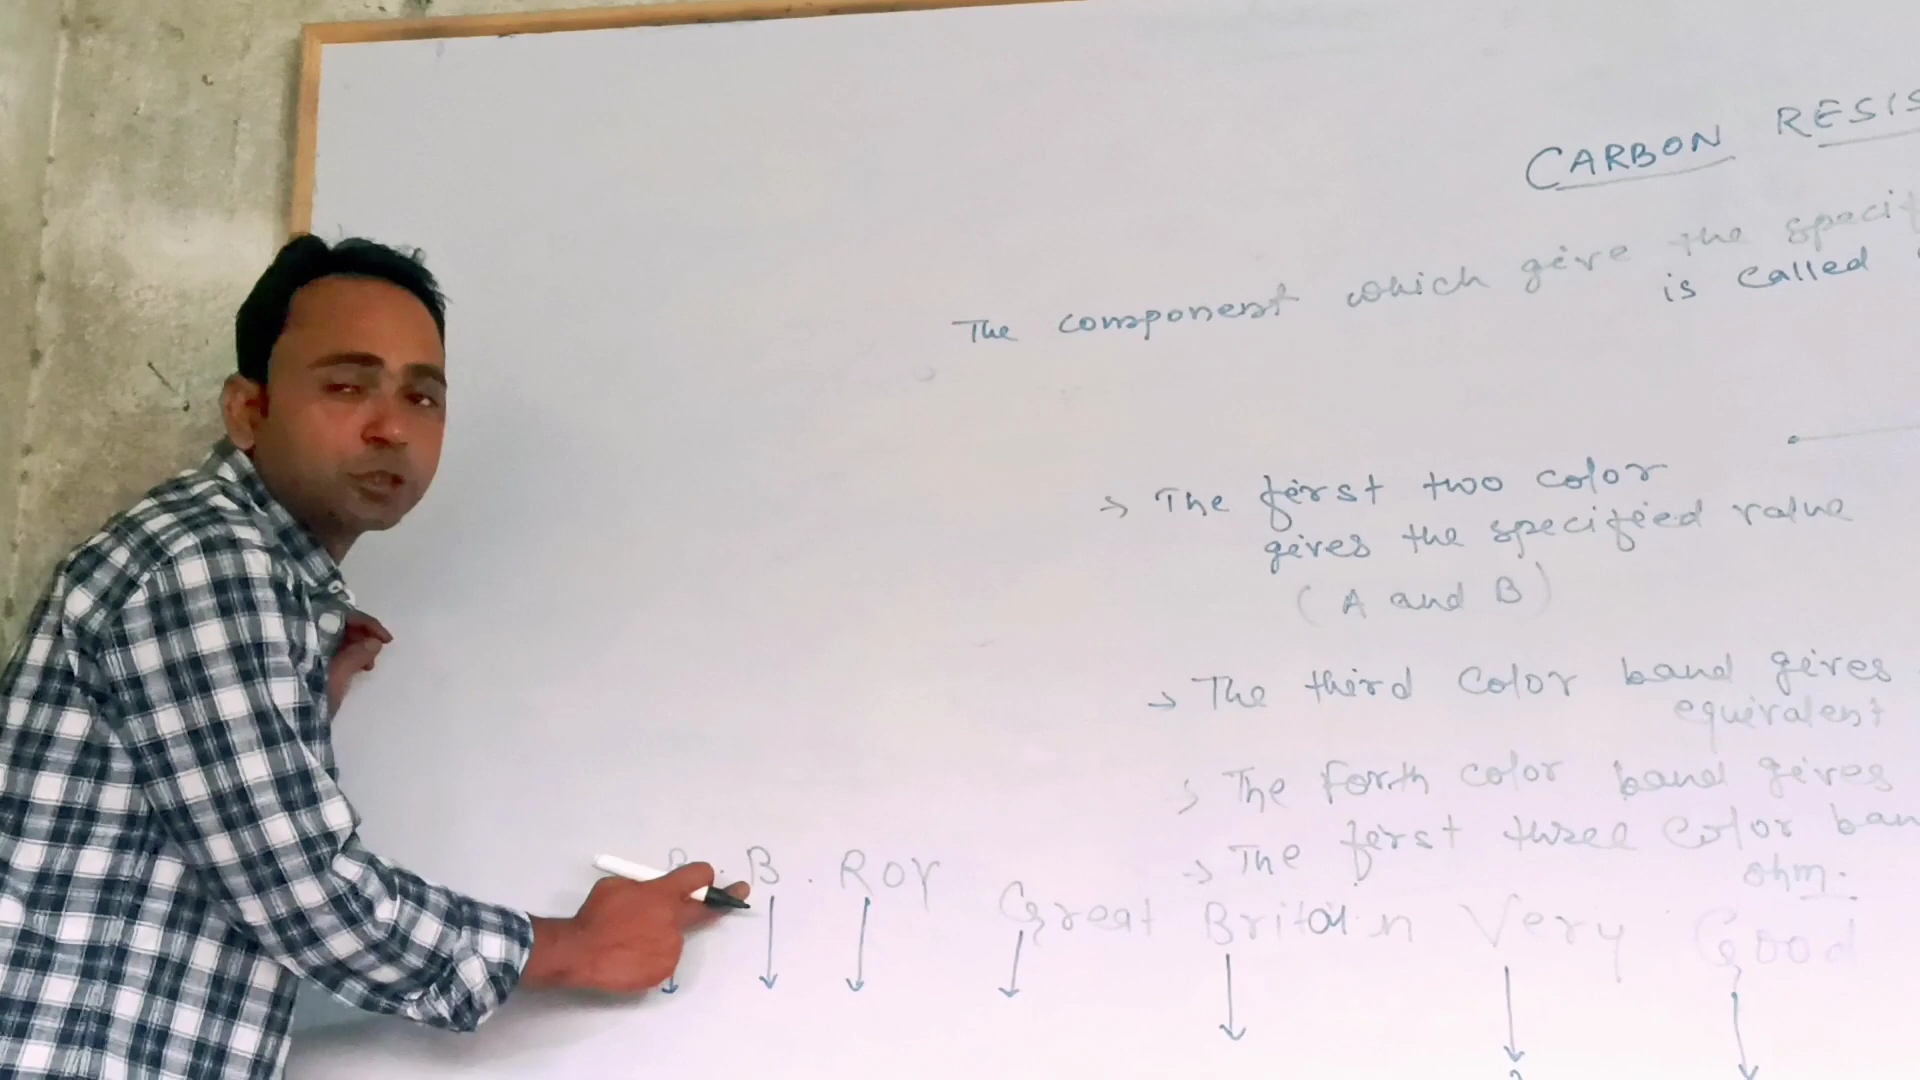 CARBON RESIS
The component which give the specif
is called
→ The first two color
gives the specified value
(A and B)
→ The third color band gives
equivalent
→ The forth color band gives
→ The first three color ban
ohm.
B. B. ROY Great Britain Very Good